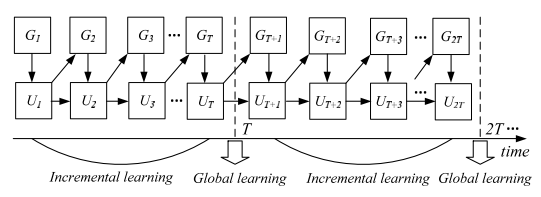 G1 G2 G3 ... GT GT+1 GT+2 GT+3 ... G2T
U1 U2 U3 ... UT UT+1 UT+2 UT+3 ... U2T
T 2T ...
time
Incremental learning Global learning Incremental learning Global learning